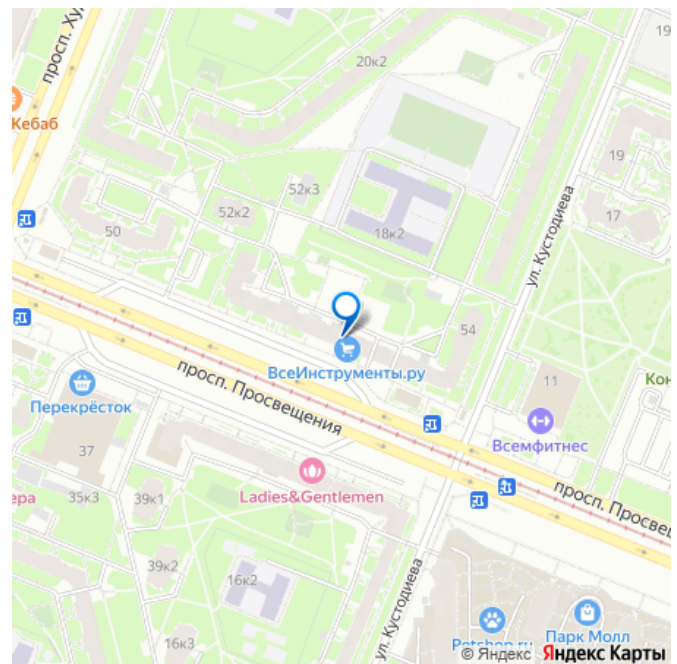 просп. Ху
19
20к2
Кебаб
19
52к3
52к2
17
50
18к2
ул. Кустодиева
54
ВсеИнструменты.ру
просп. Просвещения
11
Кон
Перекрёсток
Всемфитнес
37
ера
35к3
39к1
Ladies&Gentlemen
просп. Просвещ
39к2
16к2
ул. Кустодиева
16к3
Petshop.ru
Парк Молл
© Яндекс Яндекс Карты